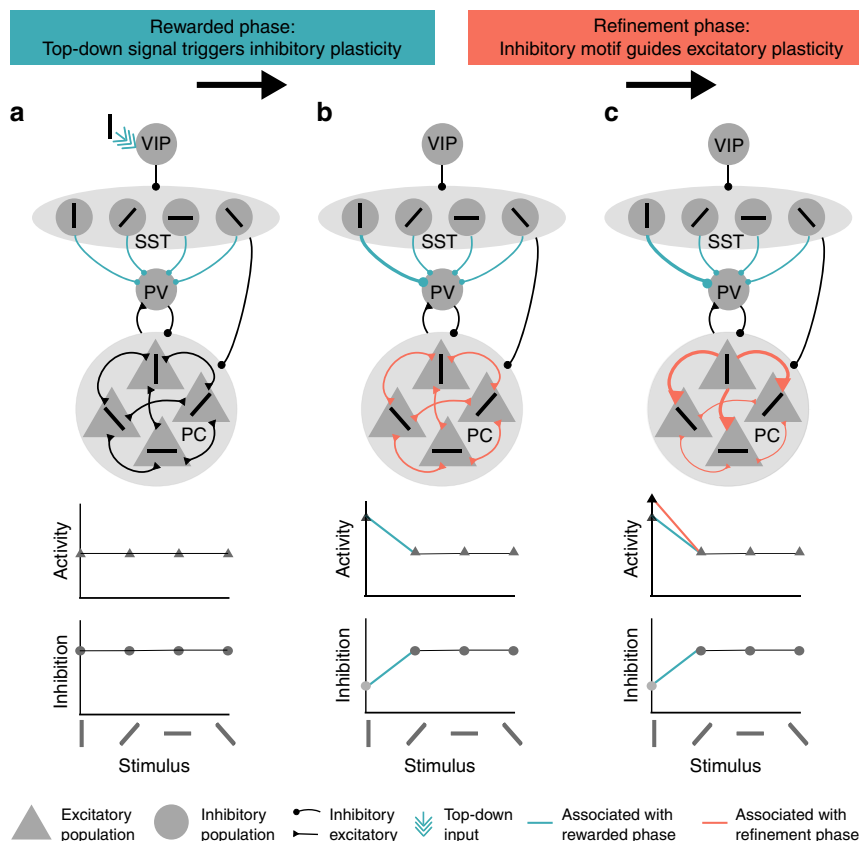 Rewarded phase:
Top-down signal triggers inhibitory plasticity
Refinement phase:
Inhibitory motif guides excitatory plasticity
a
b
c
VIP
VIP
VIP
SST
SST
SST
PV
PV
PV
PC
PC
PC
Activity
Activity
Activity
Inhibition
Inhibition
Inhibition
Stimulus
Stimulus
Stimulus
Excitatory
population
Inhibitory
population
Inhibitory
excitatory
Top-down
input
Associated with
rewarded phase
Associated with
refinement phase